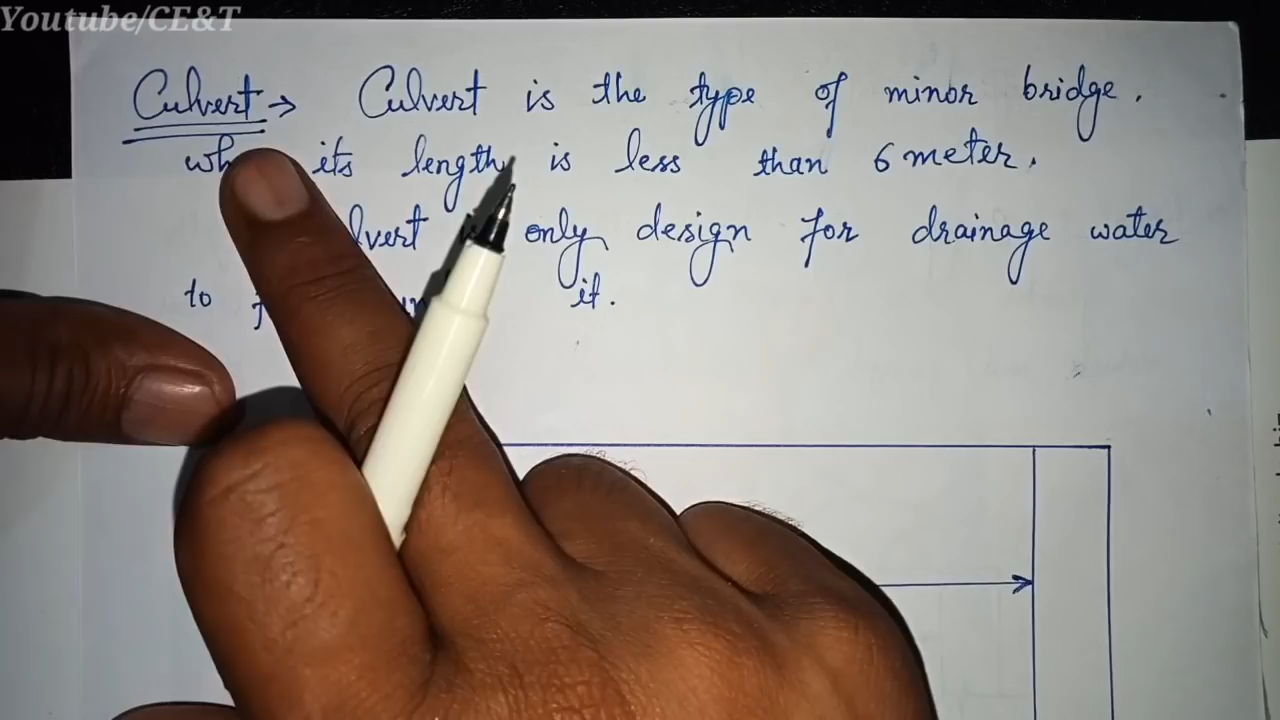 Youtube/CE&T
Culvert → Culvert is the type of minor bridge.
its length is less than 6 meter.
only design for drainage water
to it.